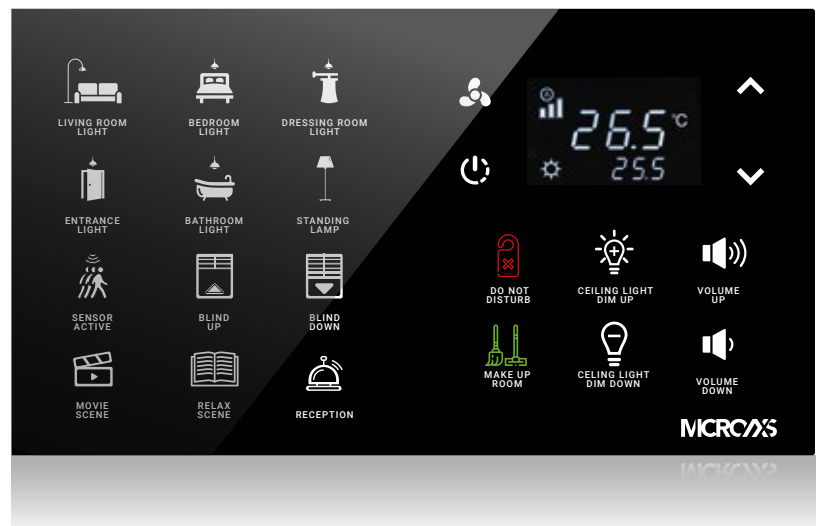 LIVING ROOM
LIGHT
BEDROOM
LIGHT
DRESSING ROOM
LIGHT
26.5 °C
25.5
ENTRANCE
LIGHT
BATHROOM
LIGHT
STANDING
LAMP
SENSOR
ACTIVE
BLIND
UP
BLIND
DOWN
DO NOT
DISTURB
CEILING LIGHT
DIM UP
VOLUME
UP
MOVIE
SCENE
RELAX
SCENE
RECEPTION
MAKE UP
ROOM
CELING LIGHT
DIM DOWN
VOLUME
DOWN